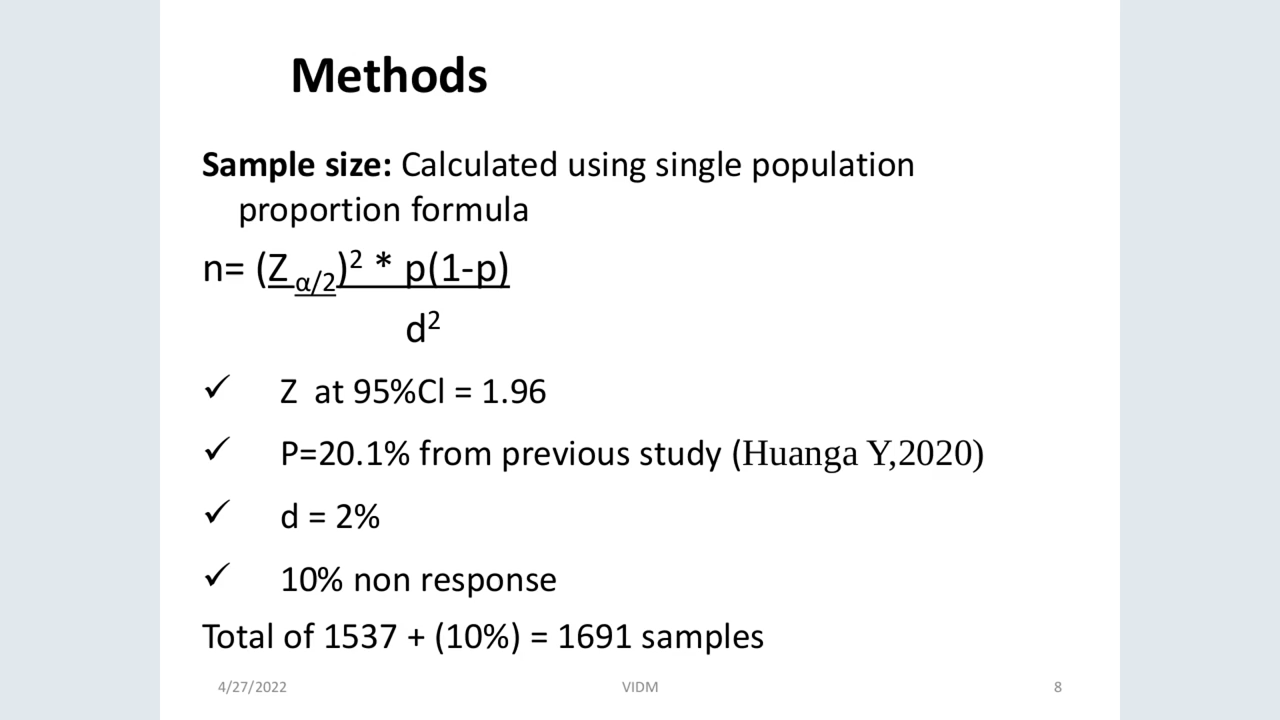 Methods
Sample size: Calculated using single population
proportion formula
n= (Z α/2)² * p(1-p)
d²
✓ Z at 95%Cl = 1.96
✓ P=20.1% from previous study (Huanga Y,2020)
✓ d = 2%
✓ 10% non response
Total of 1537 + (10%) = 1691 samples
4/27/2022 VIDM 8